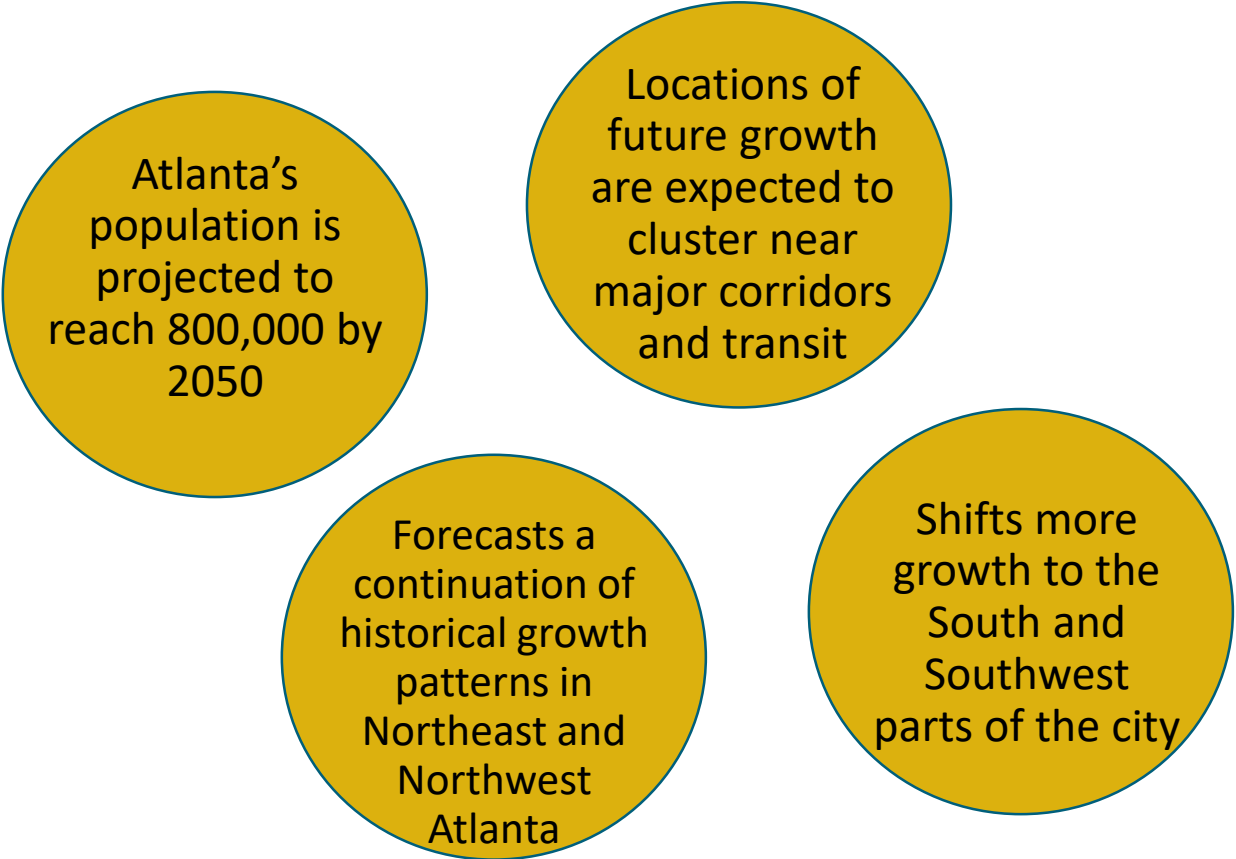 Atlanta’s
population is
projected to
reach 800,000 by
2050
Locations of
future growth
are expected to
cluster near
major corridors
and transit
Forecasts a
continuation of
historical growth
patterns in
Northeast and
Northwest
Atlanta
Shifts more
growth to the
South and
Southwest
parts of the city